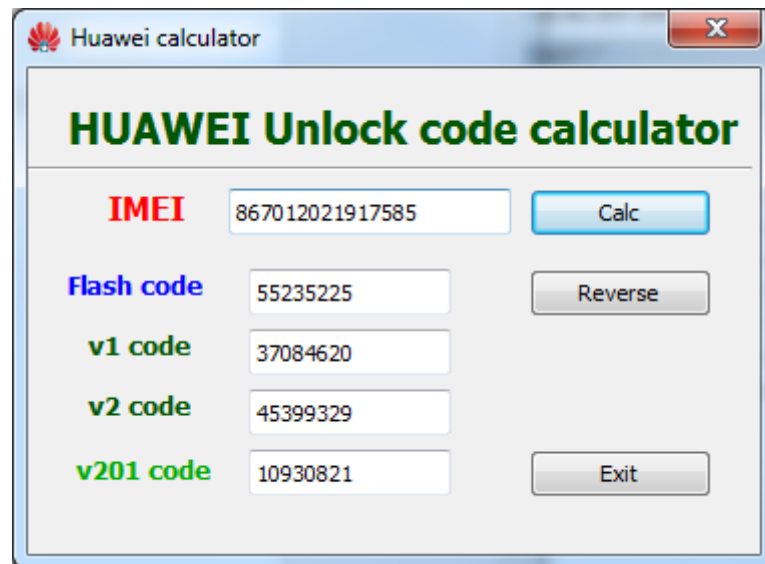 Huawei calculator
HUAWEI Unlock code calculator
IMEI 867012021917585 Calc
Flash code 55235225 Reverse
v1 code 37084620
v2 code 45399329
v201 code 10930821 Exit